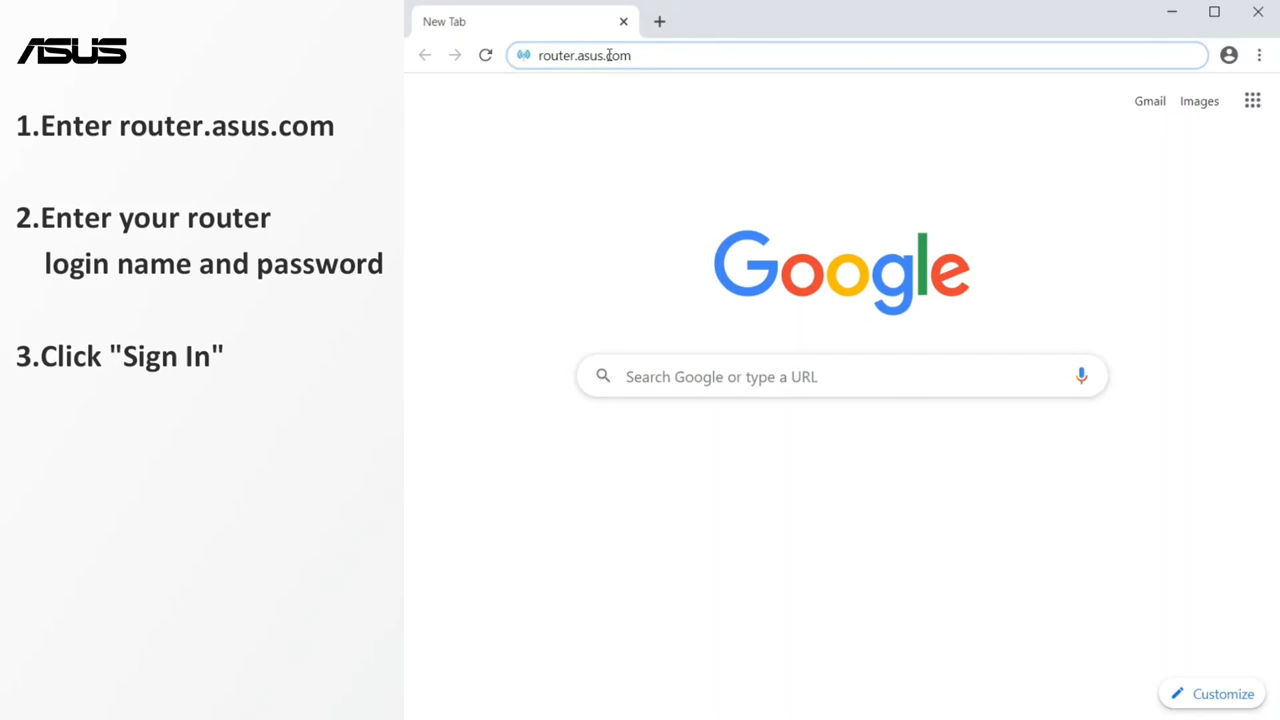 ASUS
1.Enter router.asus.com
2.Enter your router
login name and password
3.Click "Sign In"
New Tab
router.asus.com
Gmail Images
Google
Search Google or type a URL
Customize